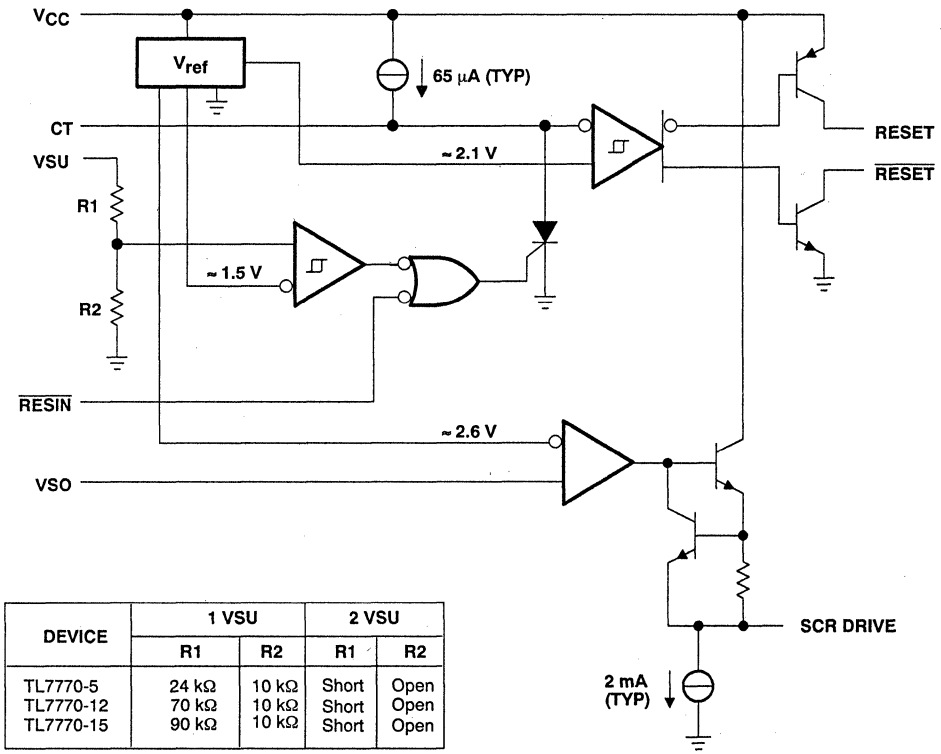 VCC
Vref
65 µA (TYP)
CT
RESET
≈ 2.1 V
VSU
RESET
R1
≈ 1.5 V
R2
RESIN
≈ 2.6 V
VSO
SCR DRIVE
2 mA
(TYP)
DEVICE 1 VSU 2 VSU
R1 R2 R1 R2
TL7770-5 24 kΩ 10 kΩ Short Open
TL7770-12 70 kΩ 10 kΩ Short Open
TL7770-15 90 kΩ 10 kΩ Short Open